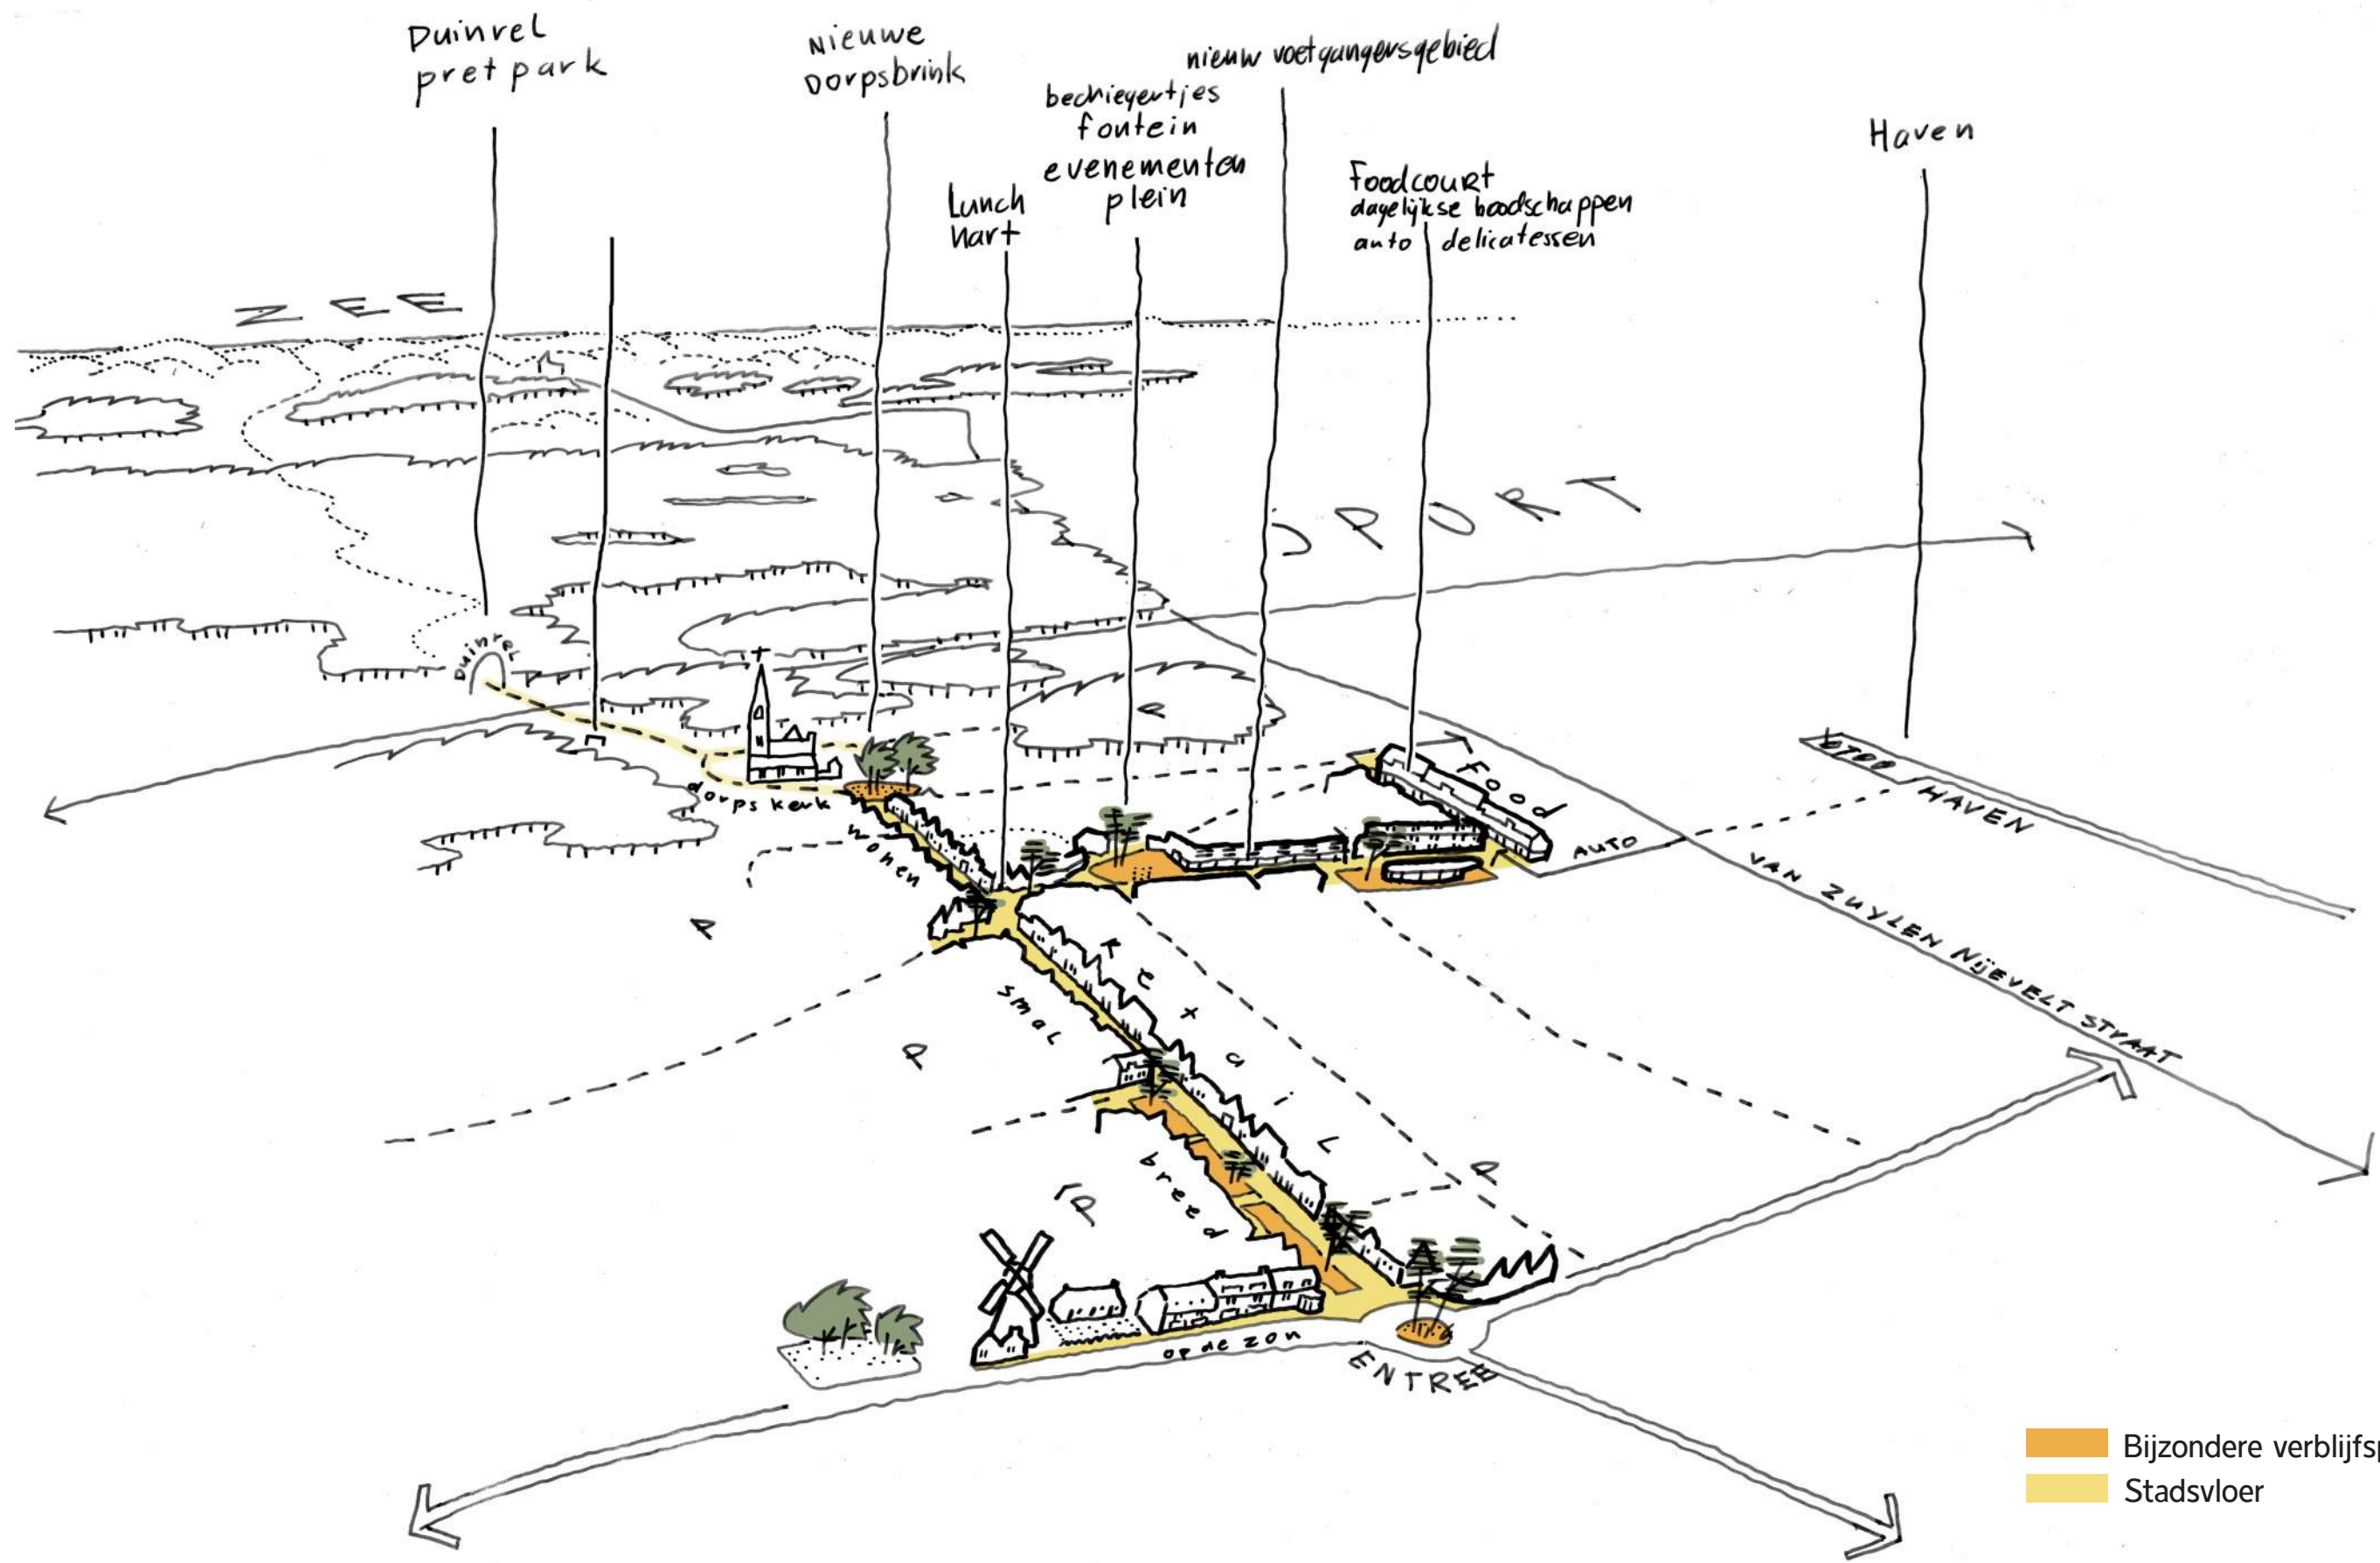 Duinrel
pretpark
Nieuwe
Dorpsbrink
nieuw voetgangersgebied
bechiegertjes
fontein
evenementen
plein
Lunch
hart
Foodcourt
dagelijkse boodschappen
auto delicatessen
Haven
ZEE
SPORT
Duinrel
dorpskerk
wonen
Food
AUTO
HAVEN
VAN ZUYLEN NIJEVELT STRAAT
P
P
P
P
P
smal
retail
breed
op de zon
ENTREE
Bijzondere verblijfsp
Stadsvloer